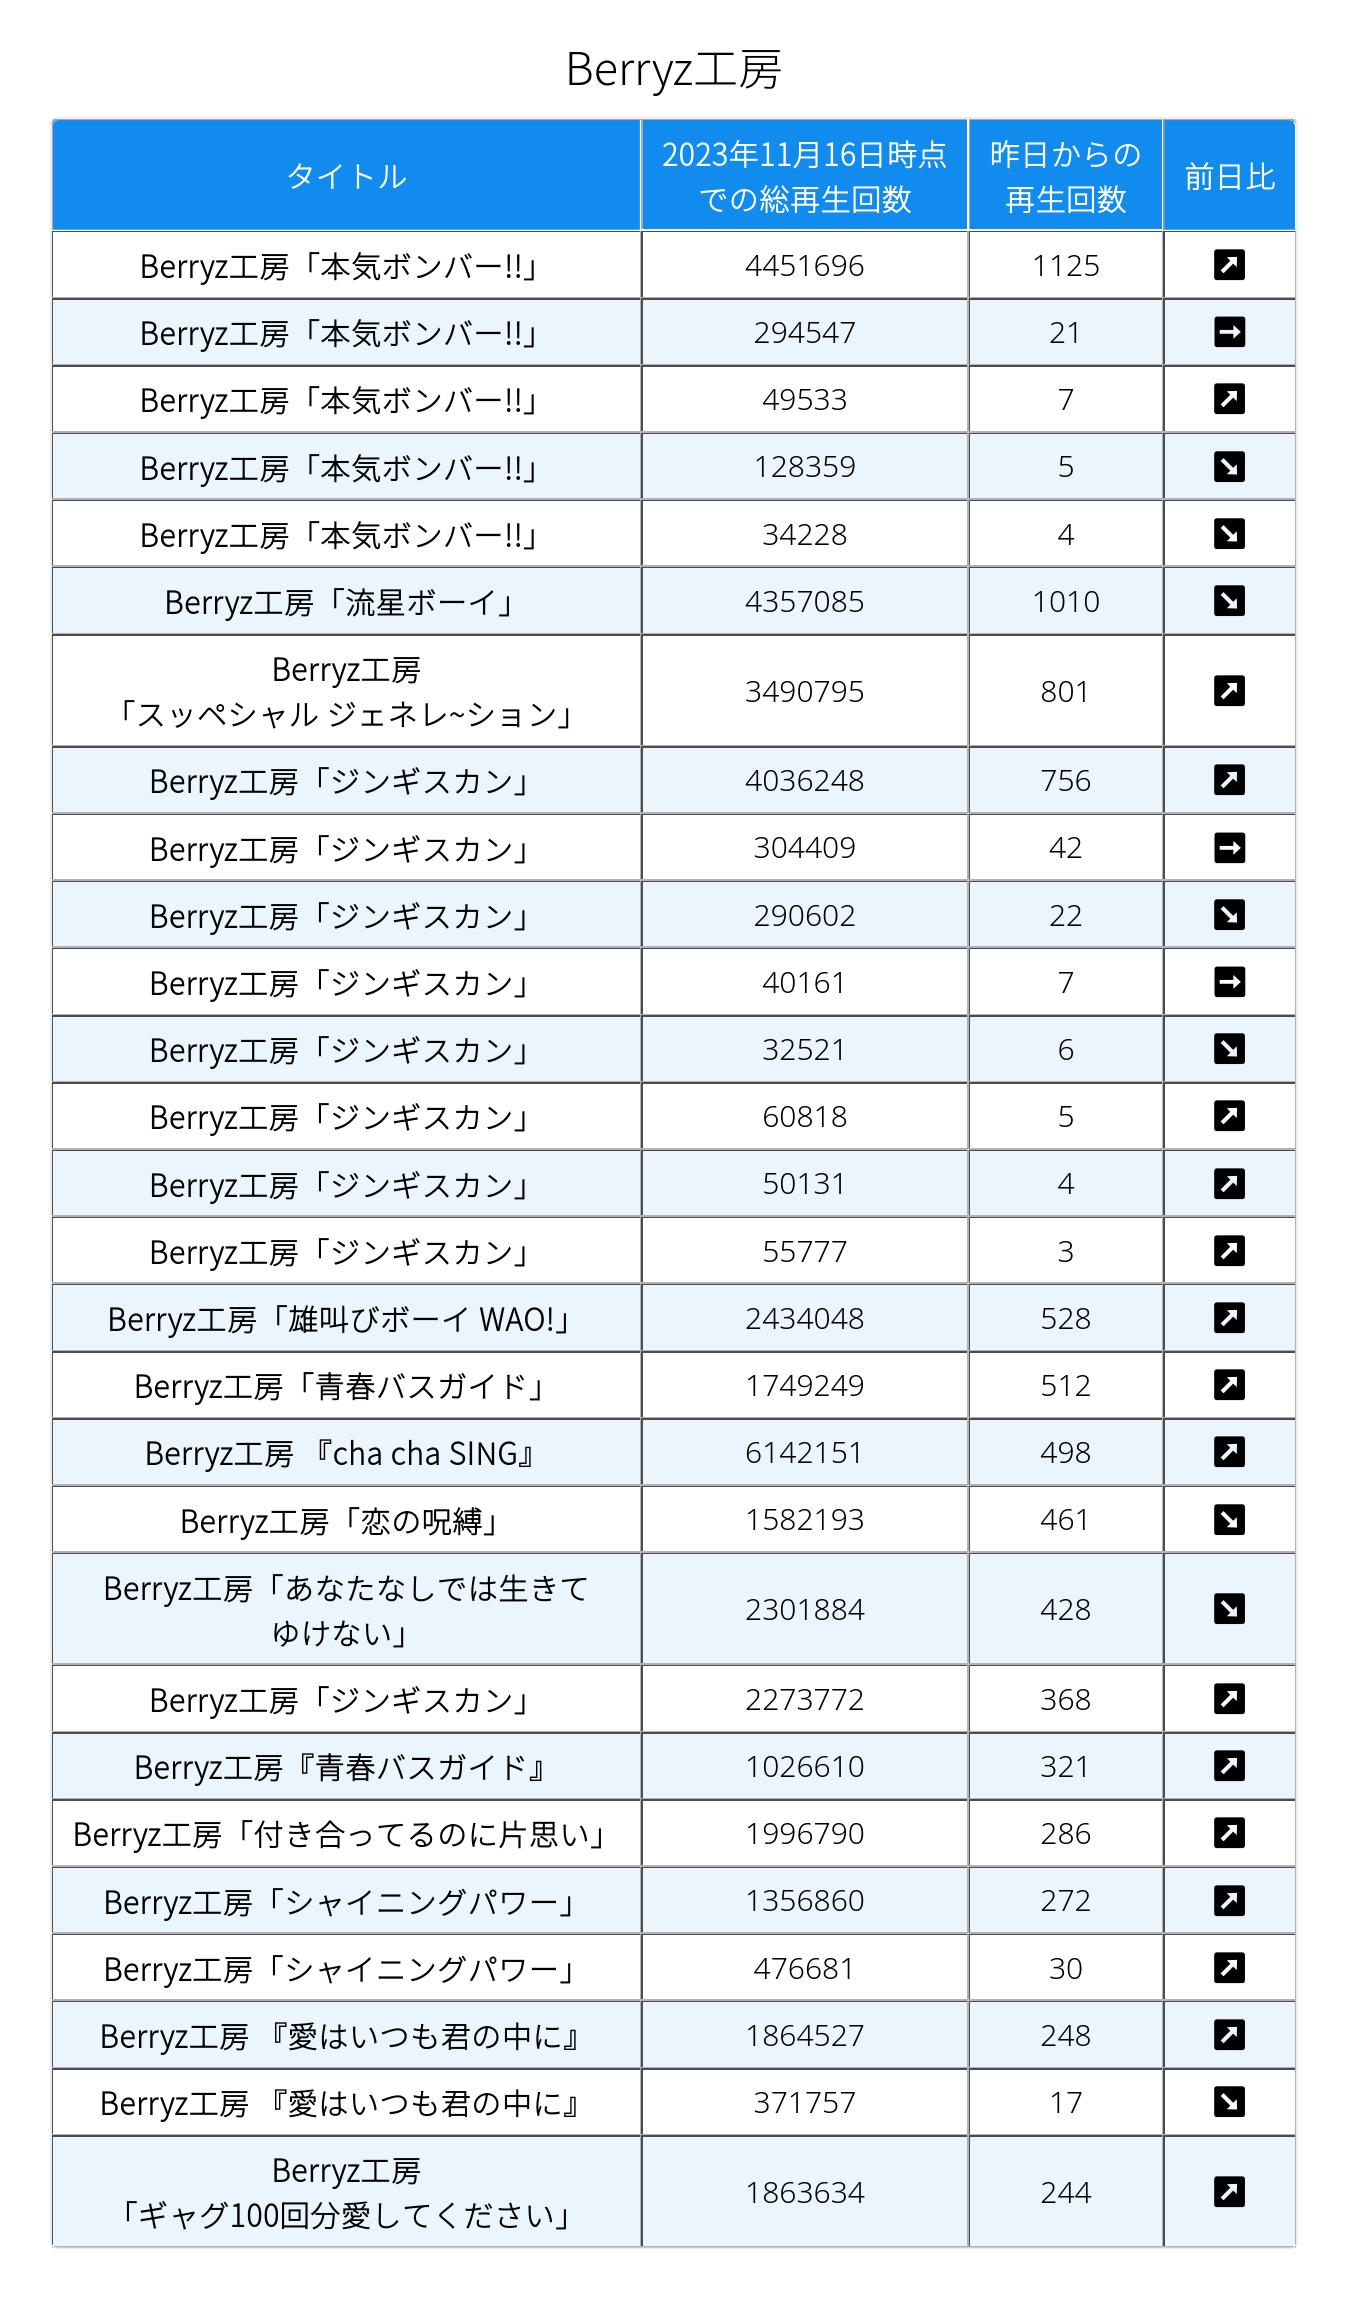 Berryz工房
タイトル 2023年11月16日時点 昨日からの 前日比
での総再生回数 再生回数
Berryz工房「本気ボンバー!!」 4451696 1125 ↗
Berryz工房「本気ボンバー!!」 294547 21 →
Berryz工房「本気ボンバー!!」 49533 7 ↗
Berryz工房「本気ボンバー!!」 128359 5 ↘
Berryz工房「本気ボンバー!!」 34228 4 ↘
Berryz工房「流星ボーイ」 4357085 1010 ↘
Berryz工房
「スッペシャル ジェネレ~ション」 3490795 801 ↗
Berryz工房「ジンギスカン」 4036248 756 ↗
Berryz工房「ジンギスカン」 304409 42 →
Berryz工房「ジンギスカン」 290602 22 ↘
Berryz工房「ジンギスカン」 40161 7 →
Berryz工房「ジンギスカン」 32521 6 ↘
Berryz工房「ジンギスカン」 60818 5 ↗
Berryz工房「ジンギスカン」 50131 4 ↗
Berryz工房「ジンギスカン」 55777 3 ↗
Berryz工房「雄叫びボーイ WAO!」 2434048 528 ↗
Berryz工房「青春バスガイド」 1749249 512 ↗
Berryz工房 『cha cha SING』 6142151 498 ↗
Berryz工房「恋の呪縛」 1582193 461 ↘
Berryz工房「あなたなしでは生きて
ゆけない」 2301884 428 ↘
Berryz工房「ジンギスカン」 2273772 368 ↗
Berryz工房『青春バスガイド』 1026610 321 ↗
Berryz工房「付き合ってるのに片思い」 1996790 286 ↗
Berryz工房「シャイニングパワー」 1356860 272 ↗
Berryz工房「シャイニングパワー」 476681 30 ↗
Berryz工房 『愛はいつも君の中に』 1864527 248 ↗
Berryz工房 『愛はいつも君の中に』 371757 17 ↘
Berryz工房
「ギャグ100回分愛してください」 1863634 244 ↗